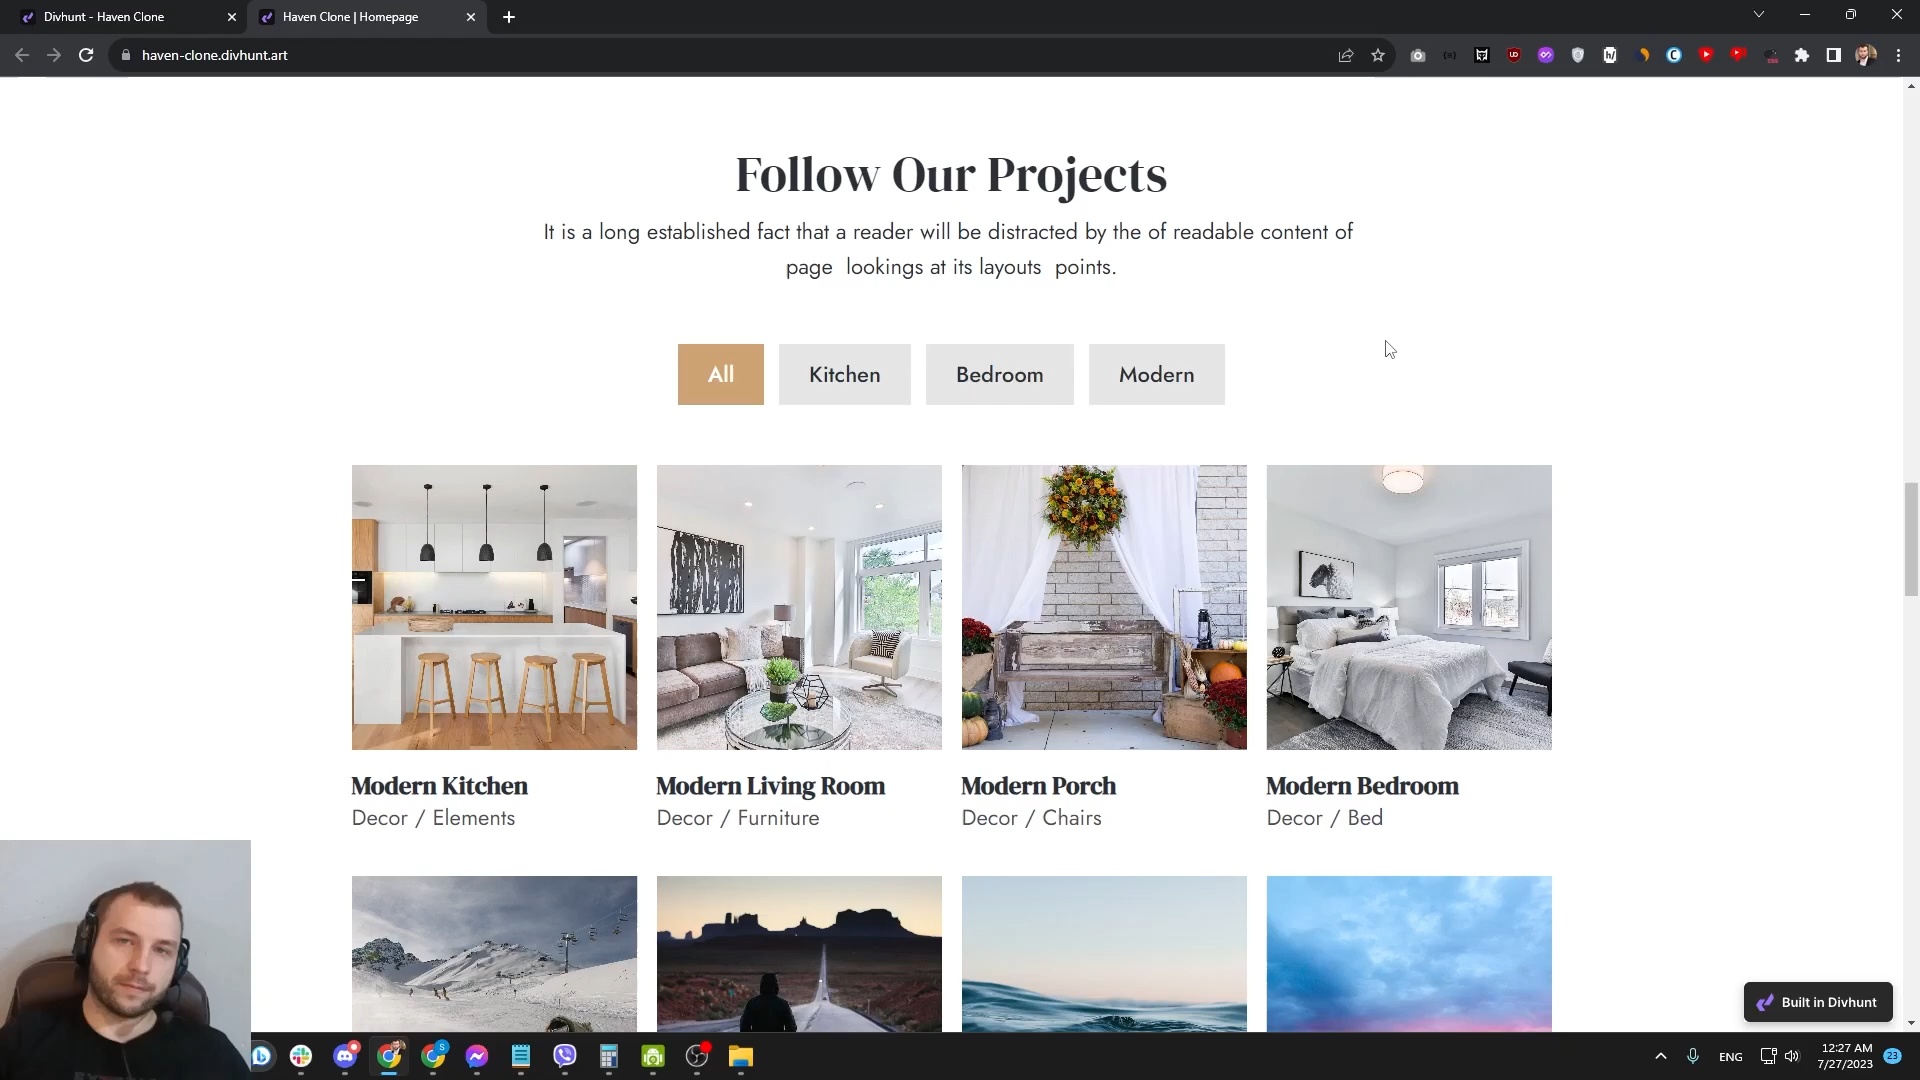 Divhunt - Haven Clone
Haven Clone | Homepage
haven-clone.divhunt.art
Follow Our Projects
It is a long established fact that a reader will be distracted by the of readable content of
page lookings at its layouts points.
All
Kitchen
Bedroom
Modern
Modern Kitchen
Modern Living Room
Modern Porch
Modern Bedroom
Decor / Elements
Decor / Furniture
Decor / Chairs
Decor / Bed
Built in Divhunt
ENG
12:27 AM
7/27/2023
23